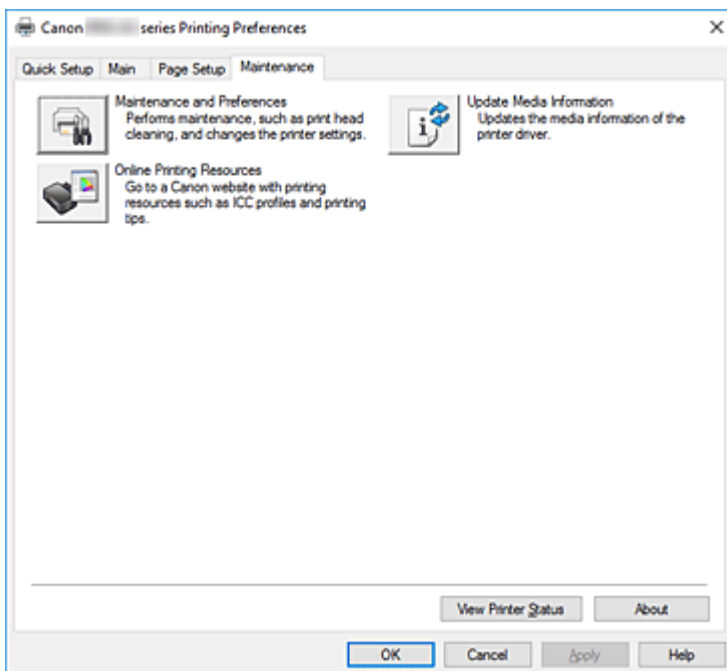 Canon series Printing Preferences
Quick Setup Main Page Setup Maintenance
Maintenance and Preferences
Performs maintenance, such as print head
cleaning, and changes the printer settings.
Update Media Information
Updates the media information of the
printer driver.
Online Printing Resources
Go to a Canon website with printing
resources such as ICC profiles and printing
tips.
View Printer Status About
OK Cancel Apply Help